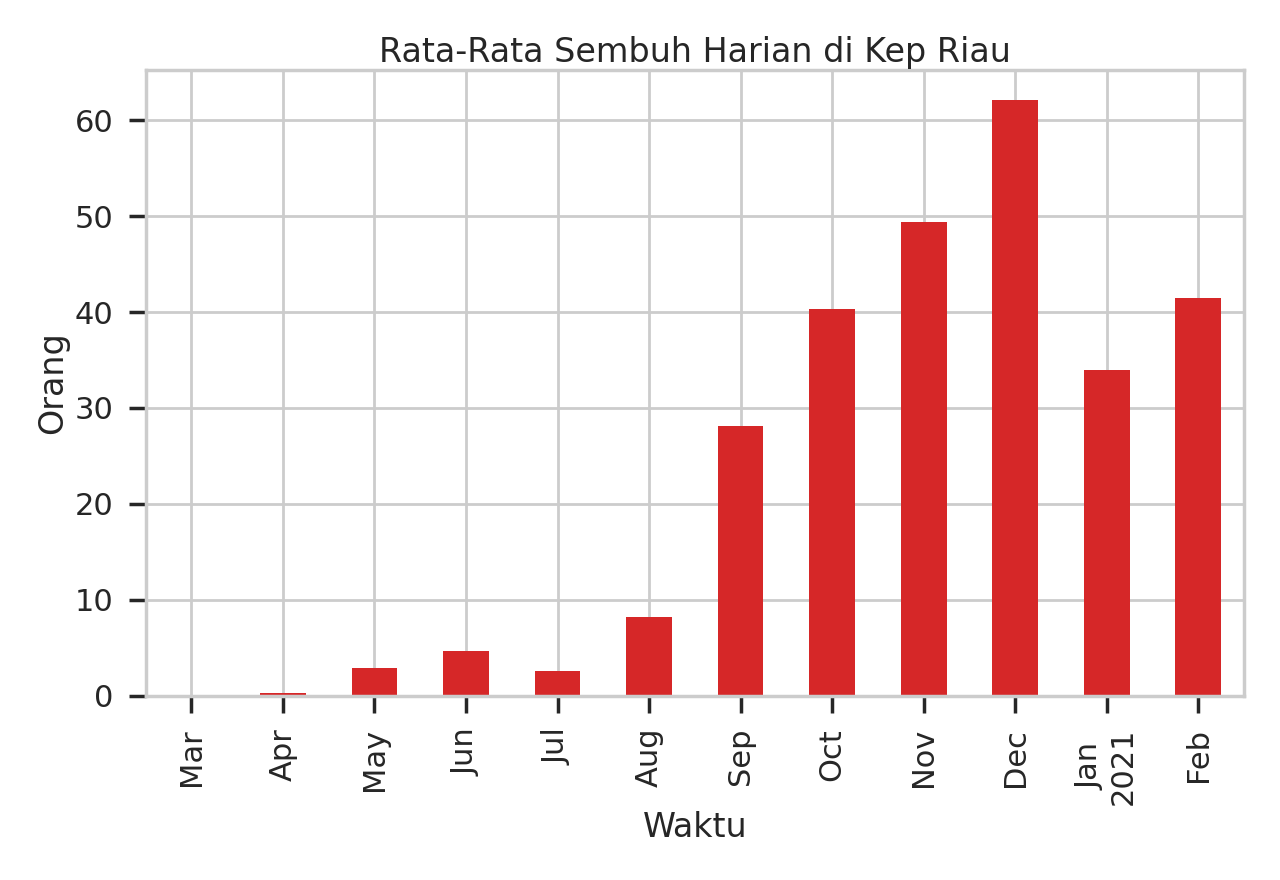 Rata-Rata Sembuh Harian di Kep Riau
Orang
60
50
40
30
20
10
0
Mar
Apr
May
Jun
Jul
Aug
Sep
Oct
Nov
Dec
Jan
2021
Feb
Waktu